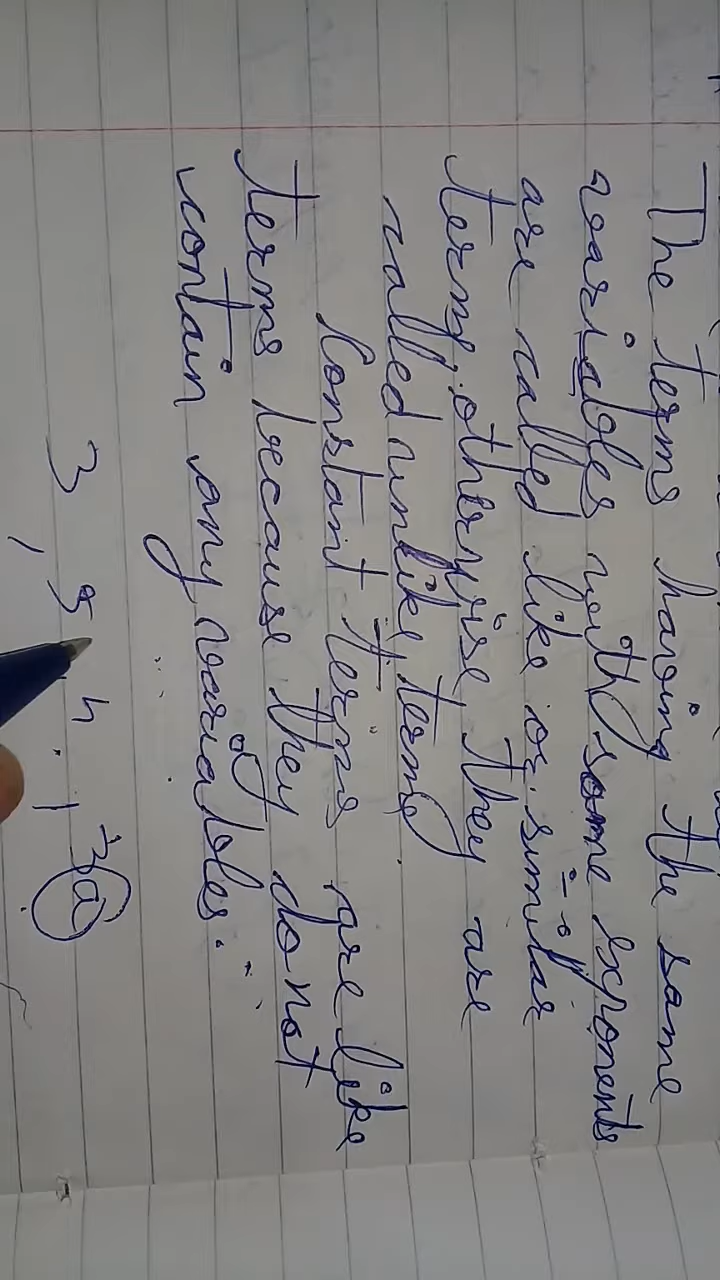 The terms having the same
variables with some exponents
are called like or similar
terms, otherwise they are
called unlike terms.
Constant terms are like
terms because they do not
contain any variables.
3, 5, 4, 1 3a